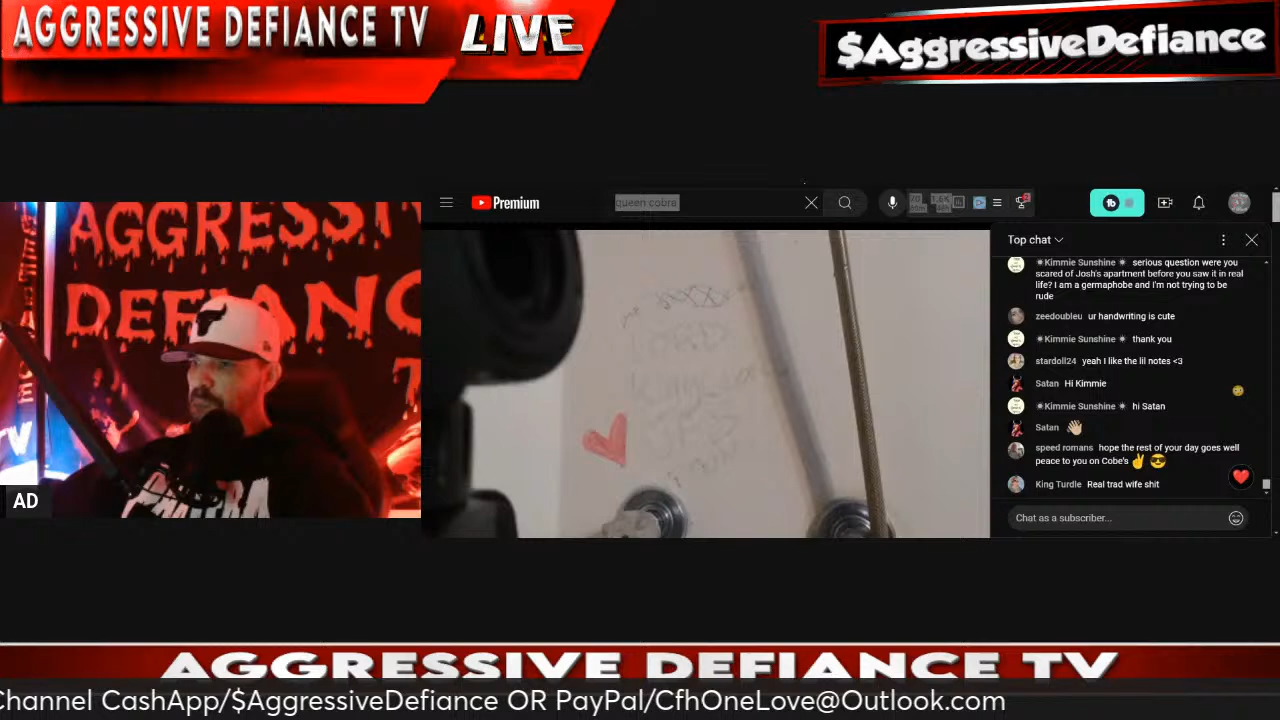 AGGRESSIVE DEFIANCE TV
LIVE
$AggressiveDefiance
Premium
queen cobra
AGGRESSI
DEFIANC
T
TV
AD
Top chat
☀Kimmie Sunshine☀ serious question were you
scared of Josh's apartment before you saw it in real
life? I am a germaphobe and I'm not trying to be
rude
zeedoubleu ur handwriting is cute
☀Kimmie Sunshine☀ thank you
stardoll24 yeah I like the lil notes <3
Satan Hi Kimmie
☀Kimmie Sunshine☀ hi Satan
Satan 👋🏻
speed romans hope the rest of your day goes well
peace to you on Cobe's ✌️ 😎
King Turdle Real trad wife shit
Chat as a subscriber...
AGGRESSIVE DEFIANCE TV
Channel CashApp/$AggressiveDefiance OR PayPal/CfhOneLove@Outlook.com